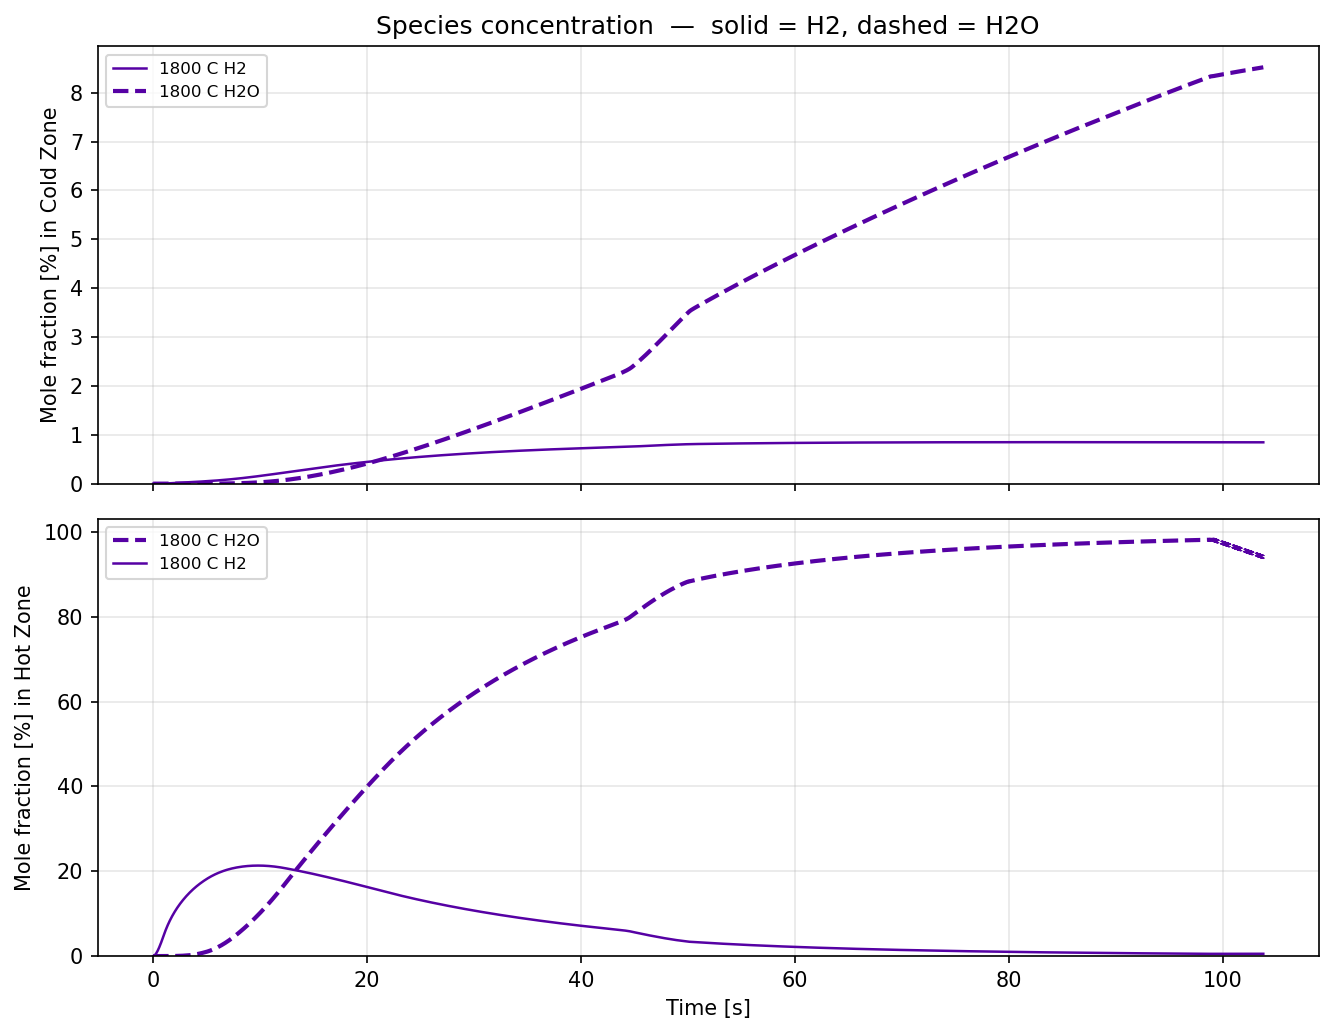 Species concentration — solid = H2, dashed = H2O
1800 C H2
1800 C H2O
Mole fraction [%] in Cold Zone
8
7
6
5
4
3
2
1
0
1800 C H2O
1800 C H2
Mole fraction [%] in Hot Zone
100
80
60
40
20
0
0 20 40 60 80 100
Time [s]